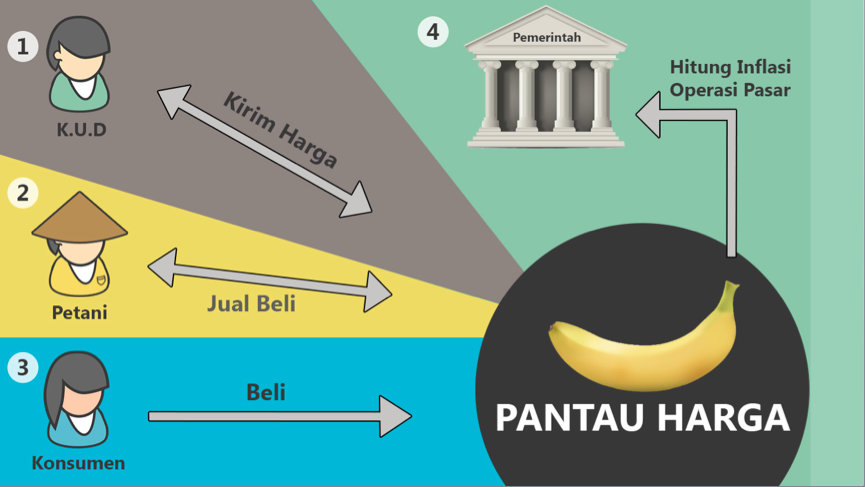 1
K.U.D
Kirim Harga
2
Petani
Jual Beli
3
Konsumen
Beli
4
Pemerintah
Hitung Inflasi
Operasi Pasar
PANTAU HARGA